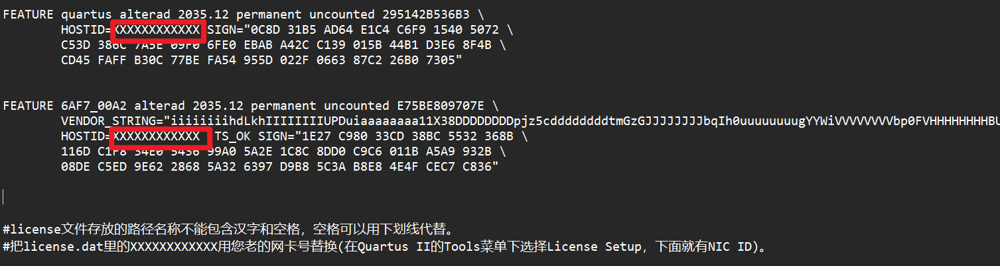 FEATURE quartus alterad 2035.12 permanent uncounted 295142B536B3 \
HOSTID=XXXXXXXXXXXX SIGN="0C8D 31B5 AD64 E1C4 C6F9 1540 5072 \
C53D 386C 7A5E 09F0 6FE0 EBAB A42C C139 015B 44B1 D3E6 8F4B \
CD45 FAFF B30C 77BE FA54 955D 022F 0663 87C2 26B0 7305"
FEATURE 6AF7_00A2 alterad 2035.12 permanent uncounted E75BE809707E \
VENDOR_STRING="iiiiiiiihdLkhIIIIIIIIUPDuiaaaaaaaa11X38DDDDDDDDpjz5cddddddddtmGzGJJJJJJJJbqIh0uuuuuuuugYYWiVVVVVVVVbp0FVHHHHHHHHBU
HOSTID=XXXXXXXXXXXX TS_OK SIGN="1E27 C980 33CD 38BC 5532 368B \
116D C1F8 54E0 5436 99A0 5A2E 1C8C 8DD0 C9C6 011B A5A9 932B \
08DE C5ED 9E62 2868 5A32 6397 D9B8 5C3A B8E8 4E4F CEC7 C836"
#license文件存放的路径名称不能包含汉字和空格，空格可以用下划线代替。
#把license.dat里的XXXXXXXXXXXX用您老的网卡号替换(在Quartus II的Tools菜单下选择License Setup，下面就有NIC ID)。